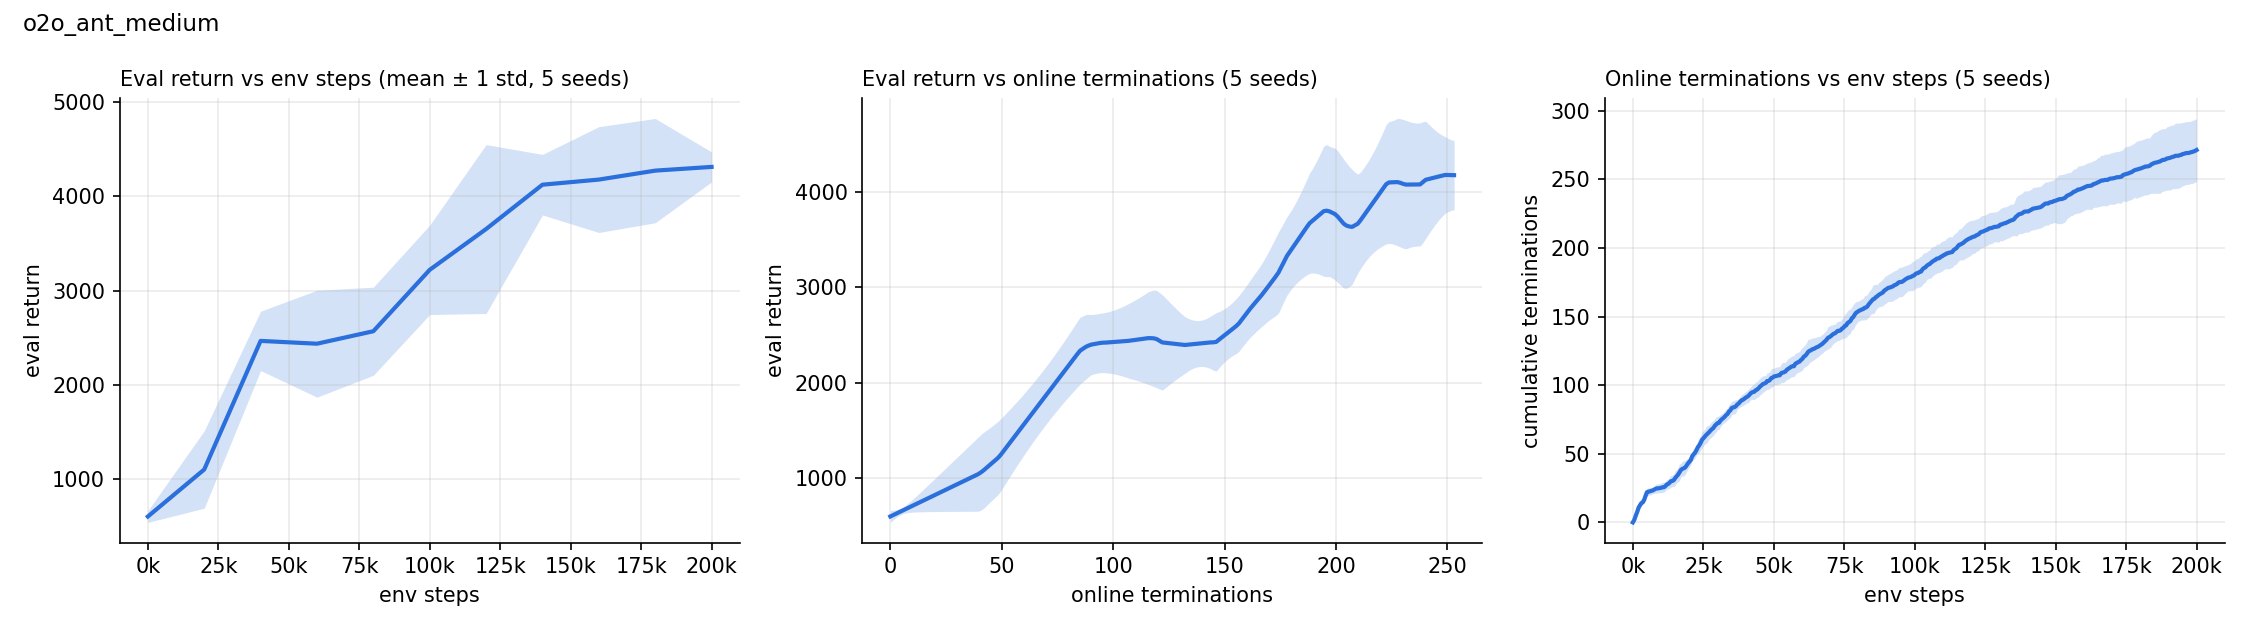 o2o_ant_medium
Eval return vs env steps (mean ± 1 std, 5 seeds)
5000
4000
3000
2000
1000
eval return
0k 25k 50k 75k 100k 125k 150k 175k 200k
env steps
Eval return vs online terminations (5 seeds)
4000
3000
2000
1000
eval return
0 50 100 150 200 250
online terminations
Online terminations vs env steps (5 seeds)
300
250
200
150
100
50
0
cumulative terminations
0k 25k 50k 75k 100k 125k 150k 175k 200k
env steps